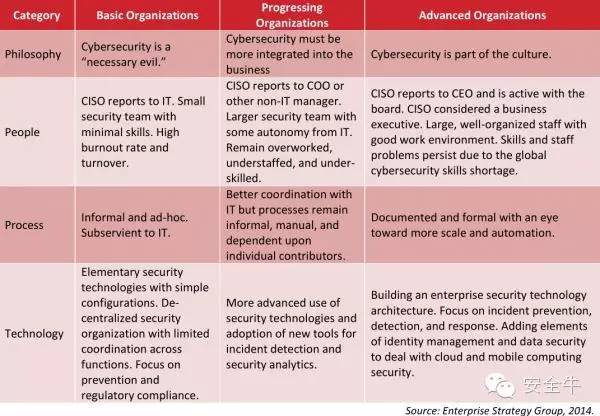 Category
Basic Organizations
Progressing
Organizations
Advanced Organizations
Philosophy
Cybersecurity is a
“necessary evil.”
Cybersecurity must be
more integrated into the
business
Cybersecurity is part of the culture.
People
CISO reports to IT. Small
security team with
minimal skills. High
burnout rate and
turnover.
CISO reports to COO or
other non-IT manager.
Larger security team with
some autonomy from IT.
Remain overworked,
understaffed, and under-
skilled.
CISO reports to CEO and is active with the
board. CISO considered a business
executive. Large, well-organized staff with
good work environment. Skills and staff
problems persist due to the global
cybersecurity skills shortage.
Process
Informal and ad-hoc.
Subservient to IT.
Better coordination with
IT but processes remain
informal, manual, and
dependent upon
individual contributors.
Documented and formal with an eye
toward more scale and automation.
Technology
Elementary security
technologies with simple
configurations. De-
centralized security
organization with limited
coordination across
functions. Focus on
prevention and
regulatory compliance.
More advanced use of
security technologies and
adoption of new tools for
incident detection and
security analytics.
Building an enterprise security technology
architecture. Focus on incident prevention,
detection, and response. Adding elements
of identity management and data security
to deal with cloud and mobile computing
security.
安全牛
Source: Enterprise Strategy Group, 2014.